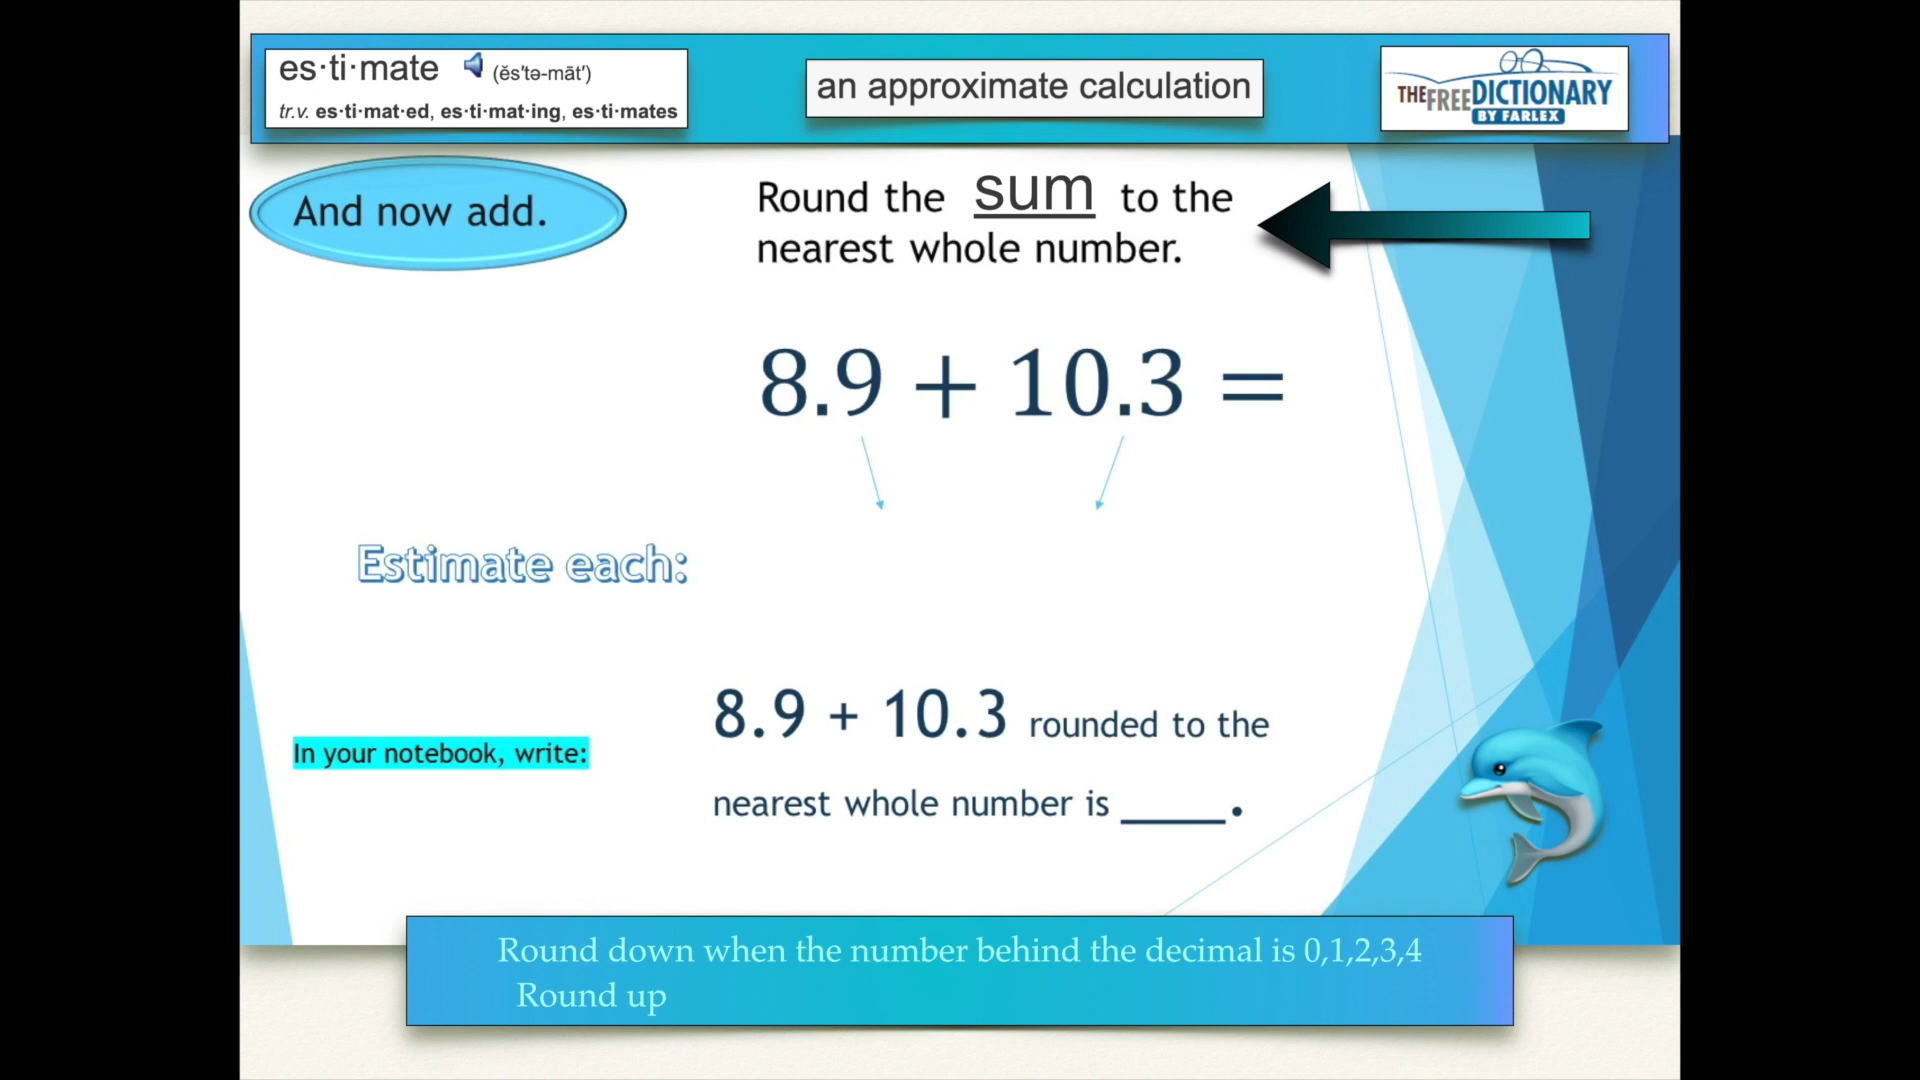 es·ti·mate (ĕs′tə-māt′)
tr.v. es·ti·mat·ed, es·ti·mat·ing, es·ti·mates
an approximate calculation
THEFREEDICTIONARY
BY FARLEX
And now add.
Round the sum to the
nearest whole number.
8.9 + 10.3 =
Estimate each:
In your notebook, write:
8.9 + 10.3 rounded to the
nearest whole number is _____.
Round down when the number behind the decimal is 0,1,2,3,4
Round up